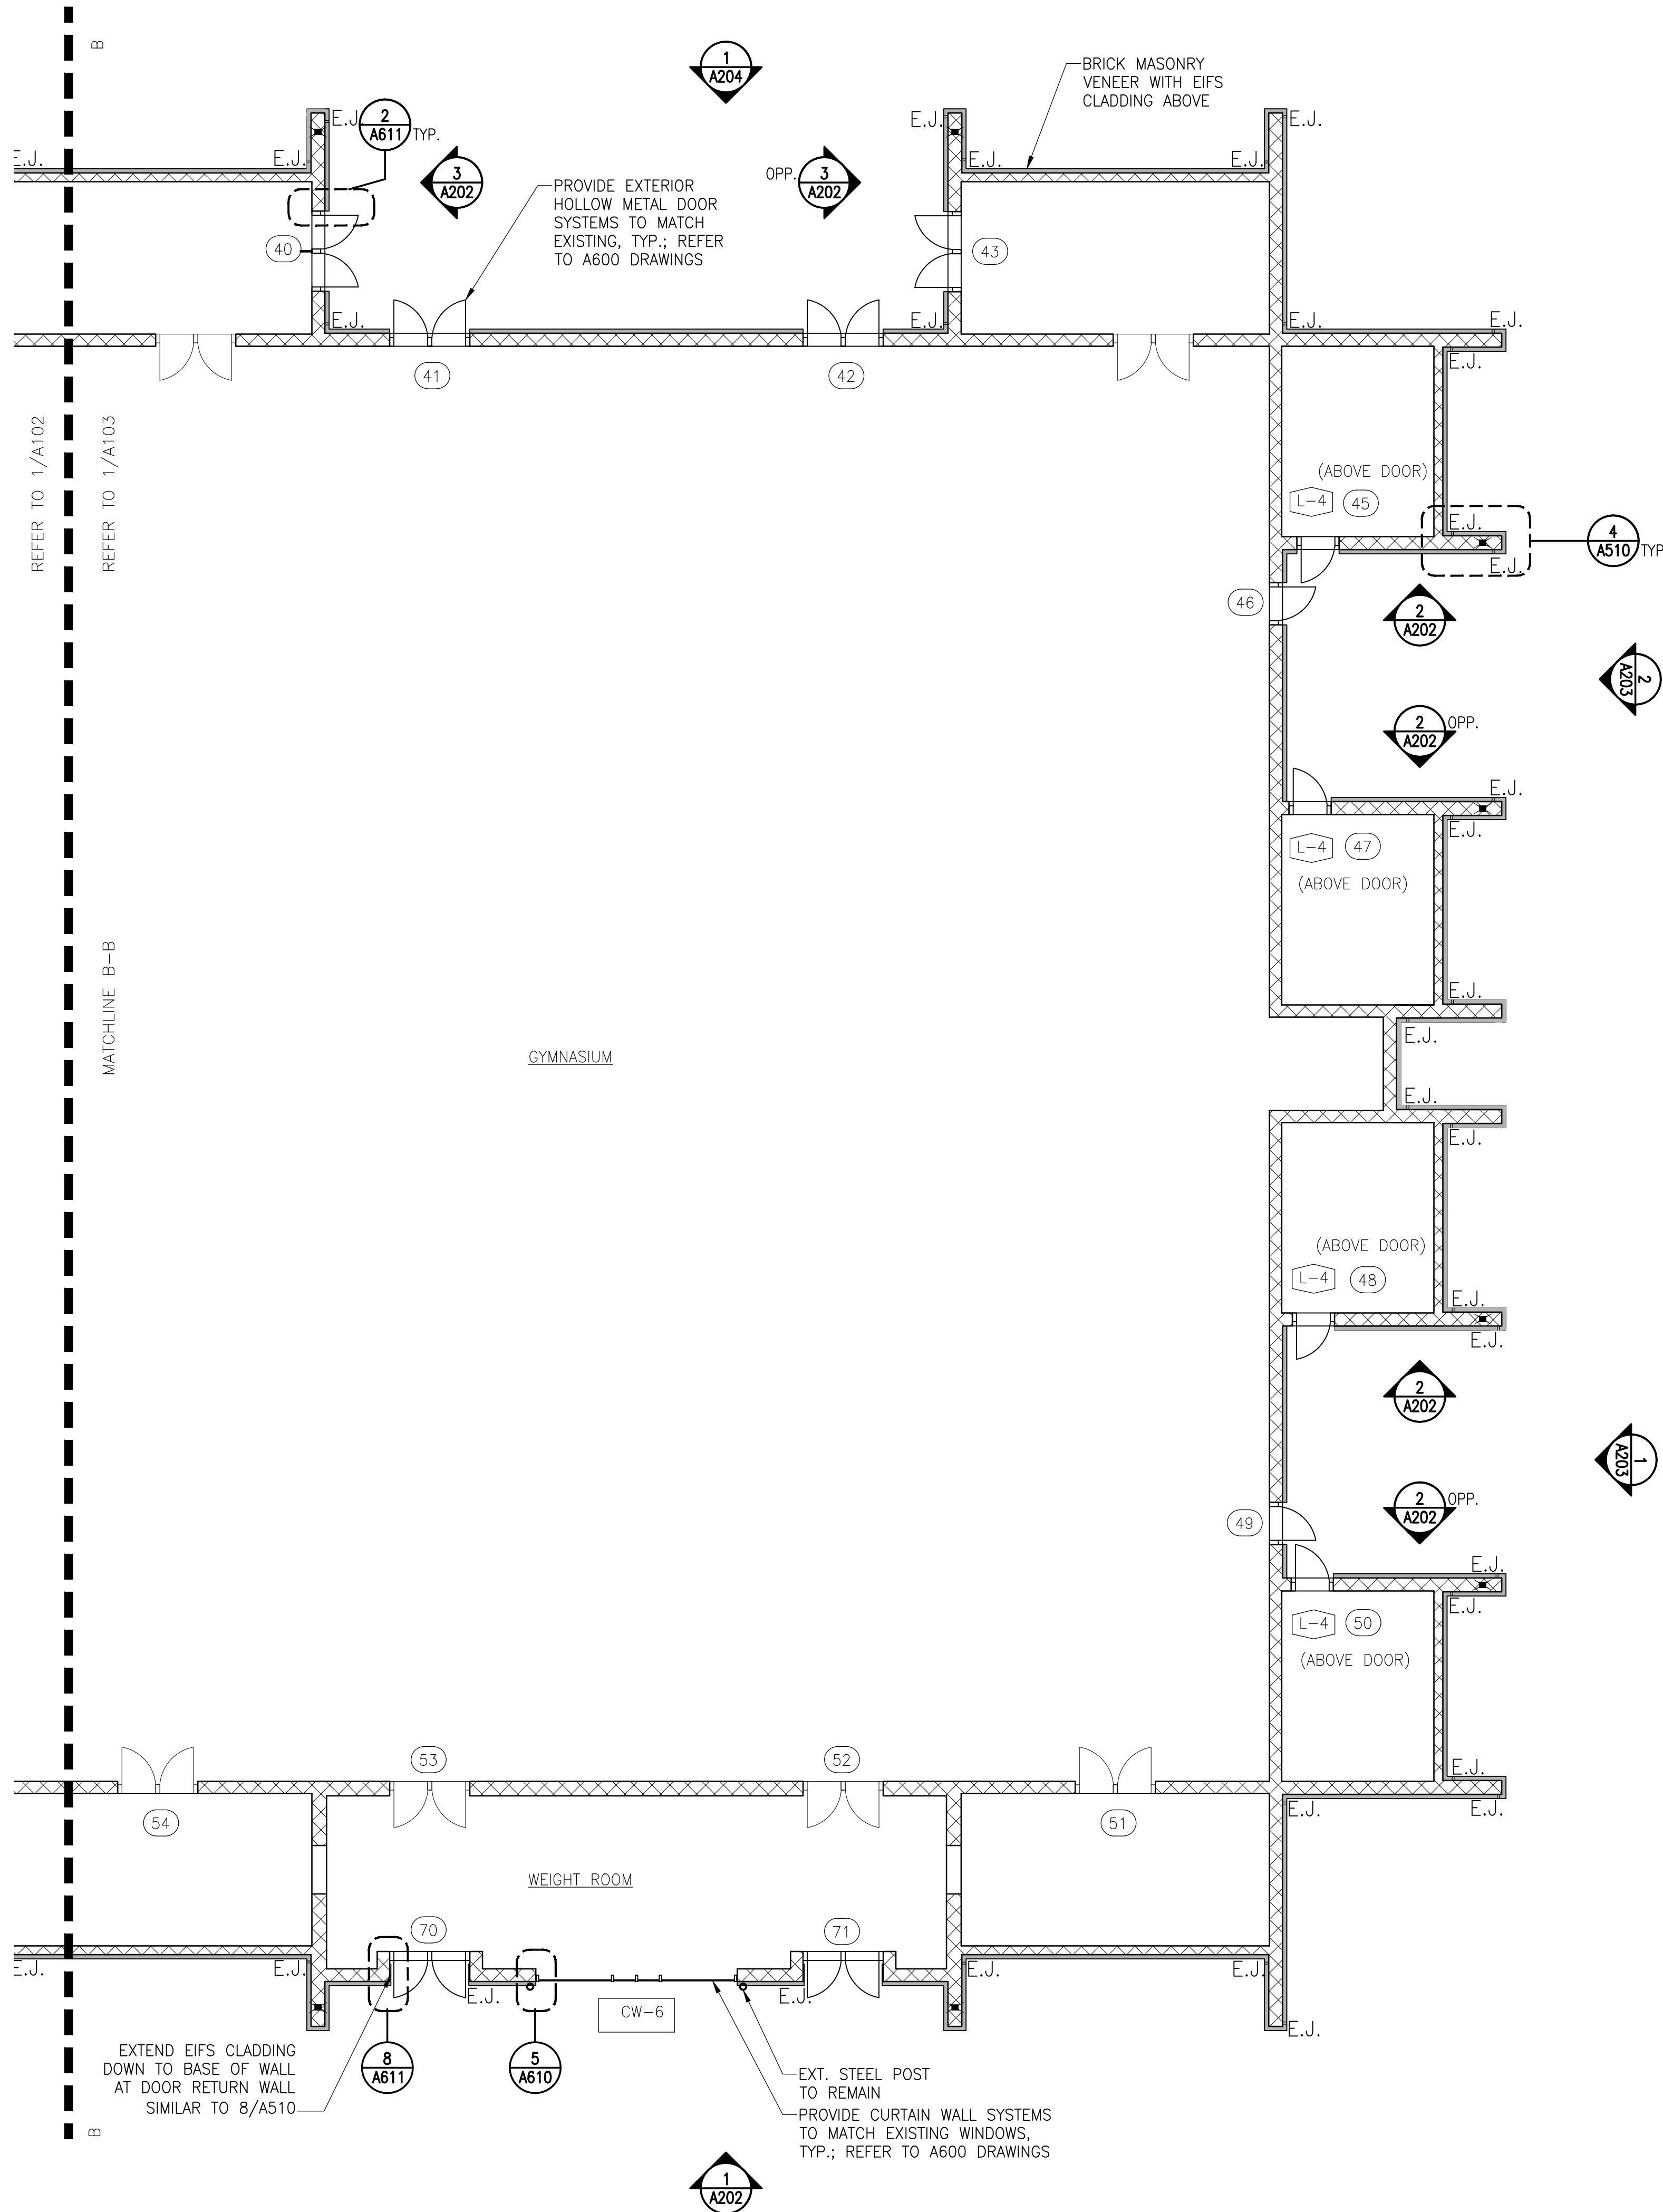 B
1
A204
BRICK MASONRY
VENEER WITH EIFS
CLADDING ABOVE
E.J.
2
A611
TYP.
E.J.
E.J.
E.J.
E.J.
E.J.
E.J.
E.J.
3
A202
OPP.
3
A202
PROVIDE EXTERIOR
HOLLOW METAL DOOR
SYSTEMS TO MATCH
EXISTING, TYP.; REFER
TO A600 DRAWINGS
40
43
E.J.
E.J.
E.J.
E.J.
E.J.
41
42
REFER TO 1/A102
REFER TO 1/A103
(ABOVE DOOR)
L-4
45
E.J.
4
A510
TYP
E.J.
46
2
A202
2
A203
2
A202
OPP.
E.J.
E.J.
L-4
47
(ABOVE DOOR)
MATCHLINE B-B
E.J.
E.J.
GYMNASIUM
E.J.
E.J.
(ABOVE DOOR)
L-4
48
E.J.
E.J.
2
A202
1
A203
2
A202
OPP.
49
E.J.
E.J.
L-4
50
(ABOVE DOOR)
53
52
E.J.
E.J.
E.J.
54
51
WEIGHT ROOM
70
71
E.J.
E.J.
E.J.
E.J.
E.J.
E.J.
CW-6
E.J.
EXTEND EIFS CLADDING
DOWN TO BASE OF WALL
AT DOOR RETURN WALL
SIMILAR TO 8/A510
8
A611
5
A610
EXT. STEEL POST
TO REMAIN
PROVIDE CURTAIN WALL SYSTEMS
TO MATCH EXISTING WINDOWS,
TYP.; REFER TO A600 DRAWINGS
B
1
A202